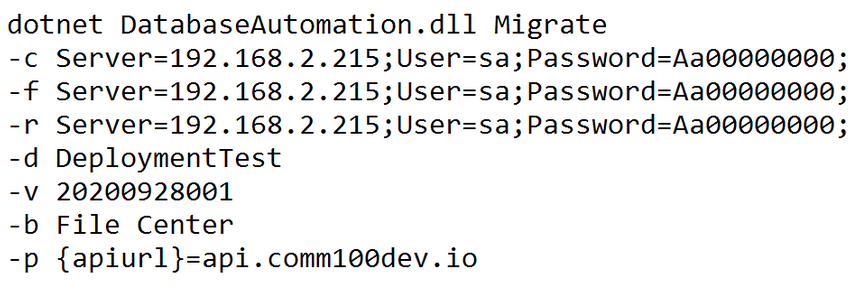 dotnet DatabaseAutomation.dll Migrate
-c Server=192.168.2.215;User=sa;Password=Aa00000000;
-f Server=192.168.2.215;User=sa;Password=Aa00000000;
-r Server=192.168.2.215;User=sa;Password=Aa00000000;
-d DeploymentTest
-v 20200928001
-b File Center
-p {apiurl}=api.comm100dev.io